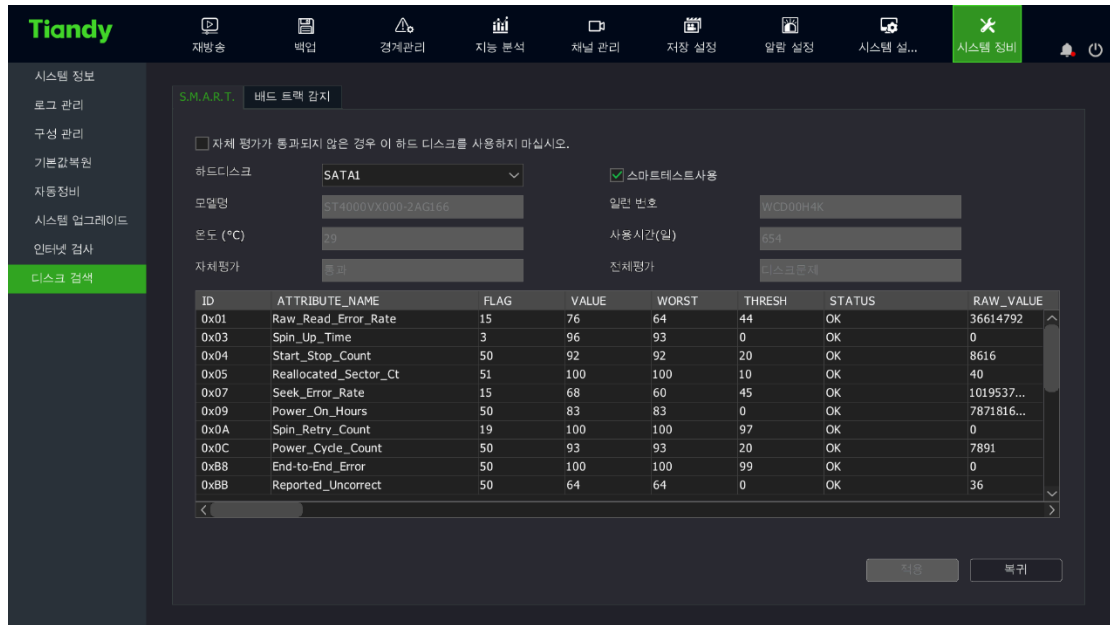 Tiandy
재방송 백업 경계관리 지능 분석 채널 관리 저장 설정 알람 설정 시스템 설... 시스템 정비
시스템 정보
로그 관리
구성 관리
기본값복원
자동정비
시스템 업그레이드
인터넷 검사
디스크 검색
S.M.A.R.T. 배드 트랙 감지
자체 평가가 통과되지 않은 경우 이 하드 디스크를 사용하지 마십시오.
하드디스크 SATA1 스마트테스트사용
모델명 ST4000VX000-2AG166 일련 번호 WCD00H4K
온도 (°C) 29 사용시간(일) 654
자체평가 통과 전체평가 디스크문제
ID ATTRIBUTE_NAME FLAG VALUE WORST THRESH STATUS RAW_VALUE
0x01 Raw_Read_Error_Rate 15 76 64 44 OK 36614792
0x03 Spin_Up_Time 3 96 93 0 OK 0
0x04 Start_Stop_Count 50 92 92 20 OK 8616
0x05 Reallocated_Sector_Ct 51 100 100 10 OK 40
0x07 Seek_Error_Rate 15 68 60 45 OK 1019537...
0x09 Power_On_Hours 50 83 83 0 OK 7871816...
0x0A Spin_Retry_Count 19 100 100 97 OK 0
0x0C Power_Cycle_Count 50 93 93 20 OK 7891
0xB8 End-to-End_Error 50 100 100 99 OK 0
0xBB Reported_Uncorrect 50 64 64 0 OK 36
적용 복귀